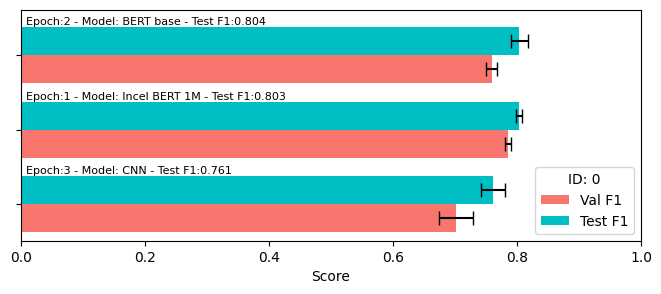 Epoch:2 - Model: BERT base - Test F1:0.804
Epoch:1 - Model: Incel BERT 1M - Test F1:0.803
Epoch:3 - Model: CNN - Test F1:0.761
ID: 0
Val F1
Test F1
0.0 0.2 0.4 0.6 0.8 1.0
Score